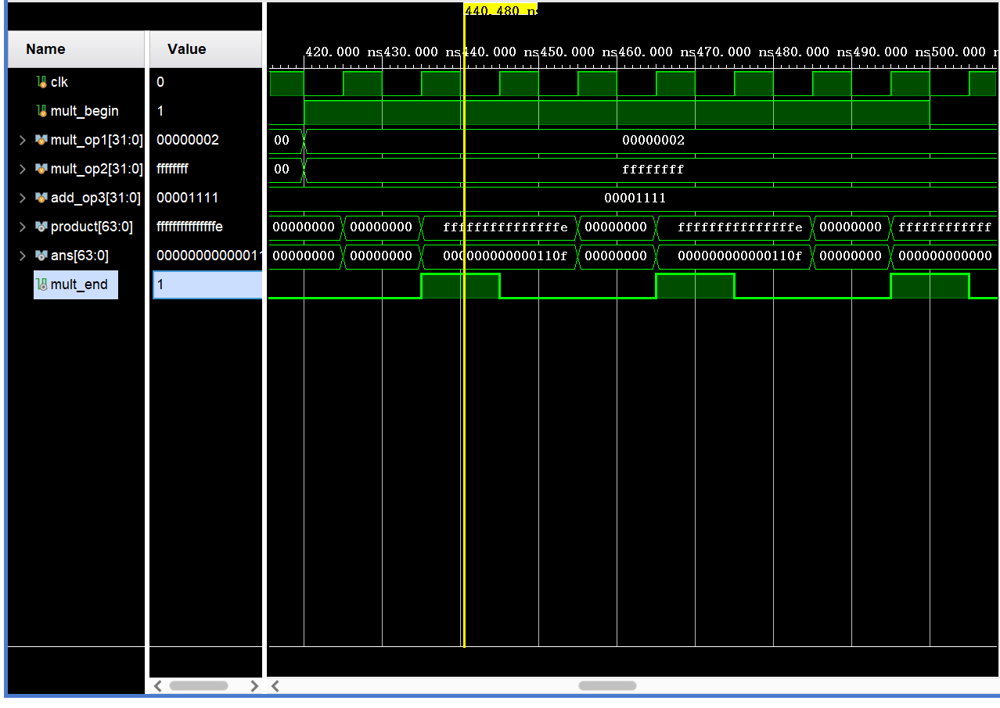 440.480 ns
Name Value
420.000 ns 430.000 ns 440.000 ns 450.000 ns 460.000 ns 470.000 ns 480.000 ns 490.000 ns 500.000 n
clk 0
mult_begin 1
mult_op1[31:0] 00000002 00 00000002
mult_op2[31:0] ffffffff 00 ffffffff
add_op3[31:0] 00001111 00001111
product[63:0] fffffffffffffffe 00000000 00000000 fffffffffffffffe 00000000 fffffffffffffffe 00000000 ffffffffffff
ans[63:0] 00000000000011 00000000 00000000 000000000000110f 00000000 000000000000110f 00000000 000000000000
mult_end 1